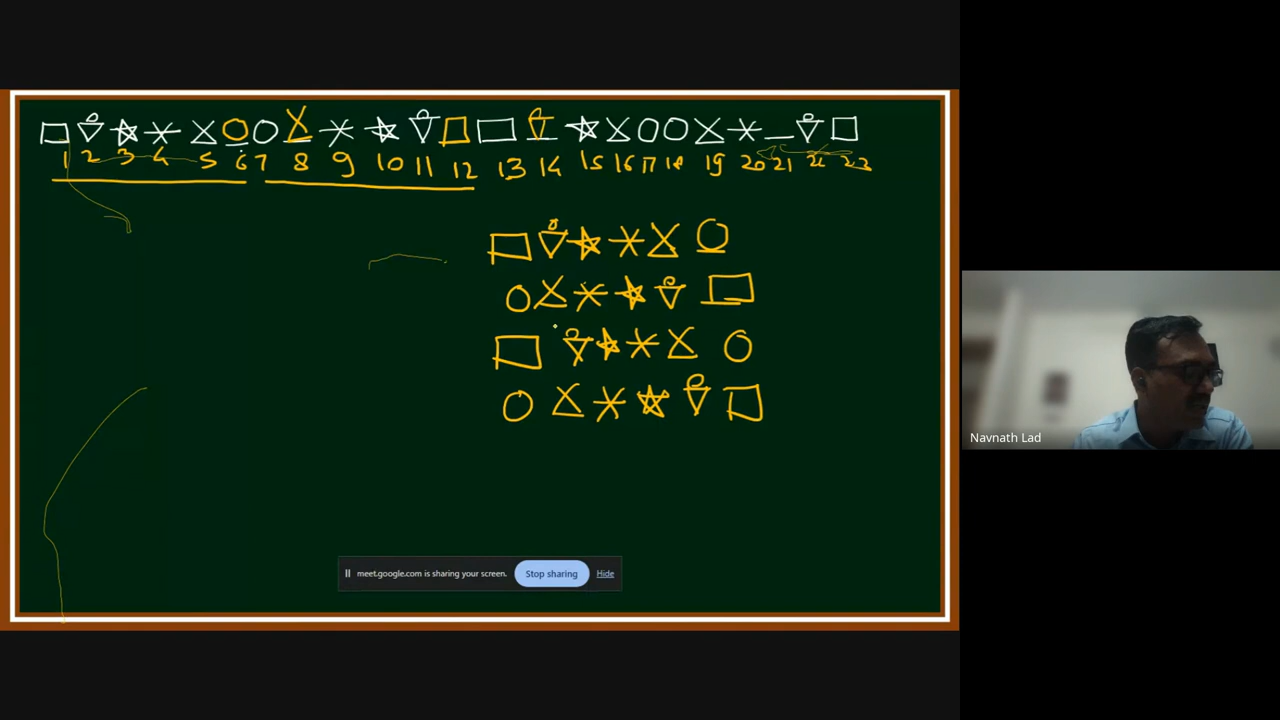 1 2 3 4 5 6 7 8 9 10 11 12 13 14 15 16 17 18 19 20 21 22 23
Navnath Lad
meet.google.com is sharing your screen. Stop sharing Hide